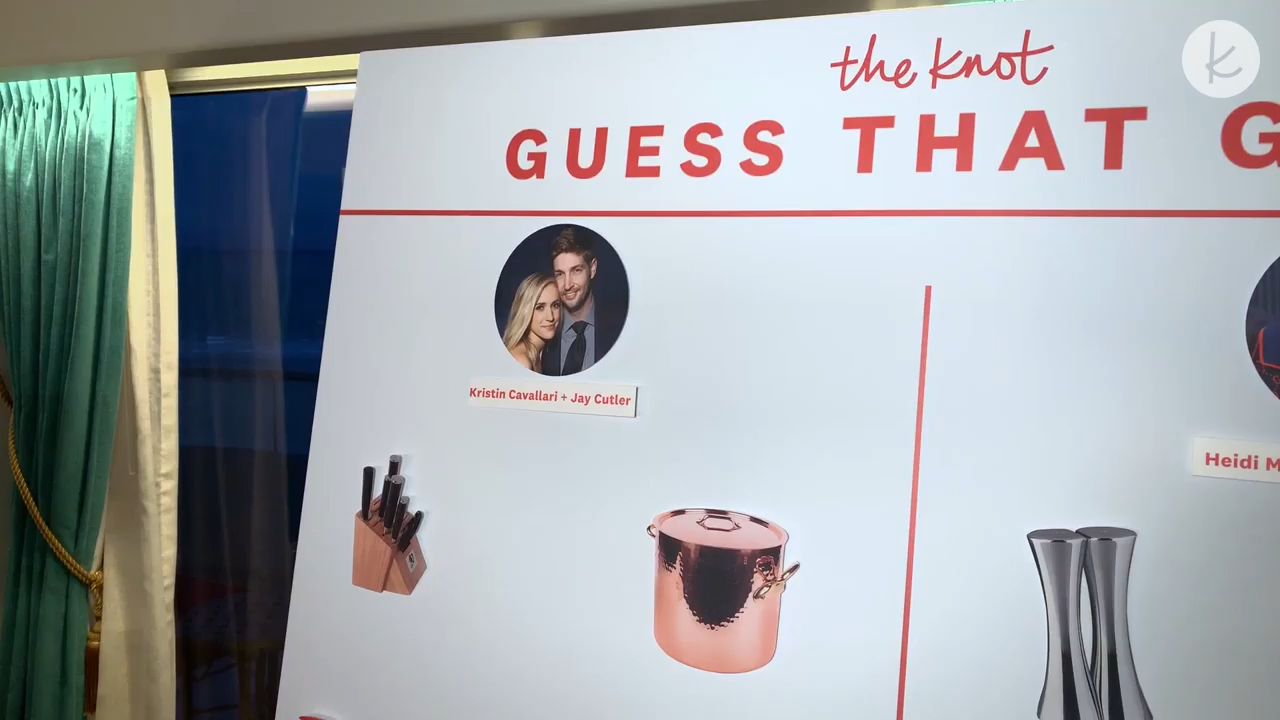 the knot
GUESS THAT G
Kristin Cavallari + Jay Cutler
Heidi M
k